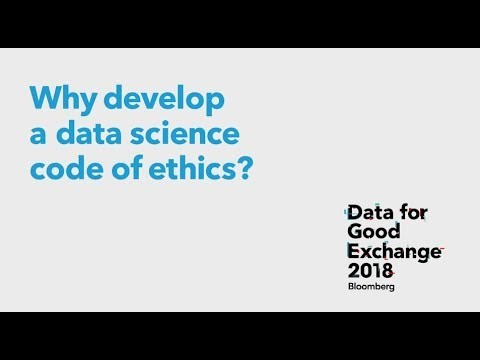 Why develop
a data science
code of ethics?
Data for
Good
Exchange
2018
Bloomberg